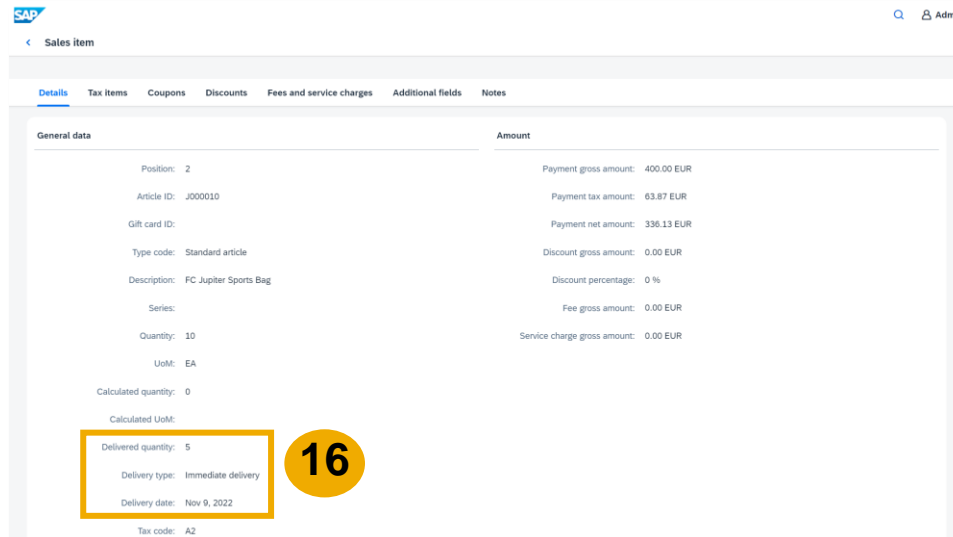 SAP
Adm
Sales item
Details Tax items Coupons Discounts Fees and service charges Additional fields Notes
General data
Position: 2
Article ID: J000010
Gift card ID:
Type code: Standard article
Description: FC Jupiter Sports Bag
Series:
Quantity: 10
UoM: EA
Calculated quantity: 0
Calculated UoM:
Delivered quantity: 5
Delivery type: Immediate delivery
Delivery date: Nov 9, 2022
Tax code: A2
16
Amount
Payment gross amount: 400.00 EUR
Payment tax amount: 63.87 EUR
Payment net amount: 336.13 EUR
Discount gross amount: 0.00 EUR
Discount percentage: 0 %
Fee gross amount: 0.00 EUR
Service charge gross amount: 0.00 EUR